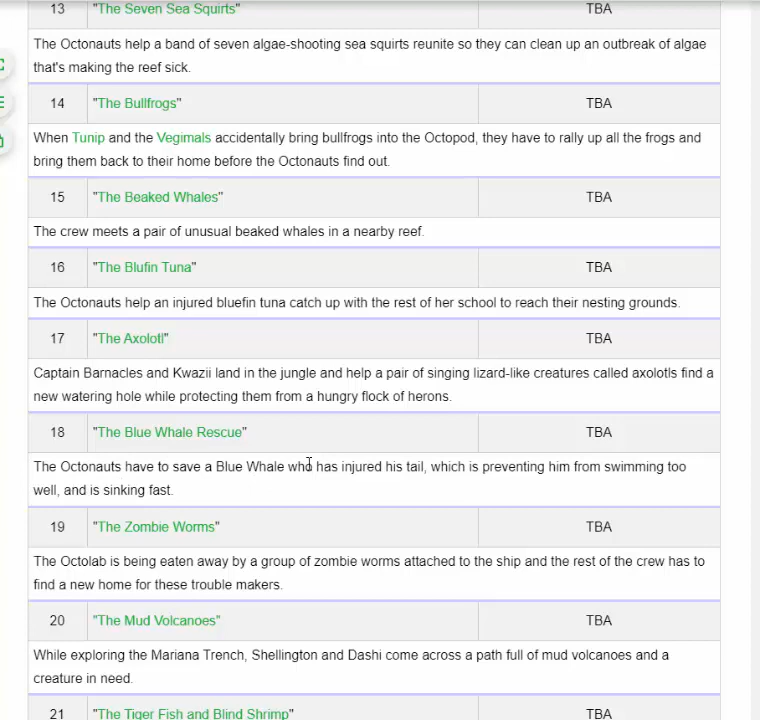 13 "The Seven Sea Squirts" TBA
The Octonauts help a band of seven algae-shooting sea squirts reunite so they can clean up an outbreak of algae
that's making the reef sick.
14 "The Bullfrogs" TBA
When Tunip and the Vegimals accidentally bring bullfrogs into the Octopod, they have to rally up all the frogs and
bring them back to their home before the Octonauts find out.
15 "The Beaked Whales" TBA
The crew meets a pair of unusual beaked whales in a nearby reef.
16 "The Blufin Tuna" TBA
The Octonauts help an injured bluefin tuna catch up with the rest of her school to reach their nesting grounds.
17 "The Axolotl" TBA
Captain Barnacles and Kwazii land in the jungle and help a pair of singing lizard-like creatures called axolotls find a
new watering hole while protecting them from a hungry flock of herons.
18 "The Blue Whale Rescue" TBA
The Octonauts have to save a Blue Whale who has injured his tail, which is preventing him from swimming too
well, and is sinking fast.
19 "The Zombie Worms" TBA
The Octolab is being eaten away by a group of zombie worms attached to the ship and the rest of the crew has to
find a new home for these trouble makers.
20 "The Mud Volcanoes" TBA
While exploring the Mariana Trench, Shellington and Dashi come across a path full of mud volcanoes and a
creature in need.
21 "The Tiger Fish and Blind Shrimp" TBA